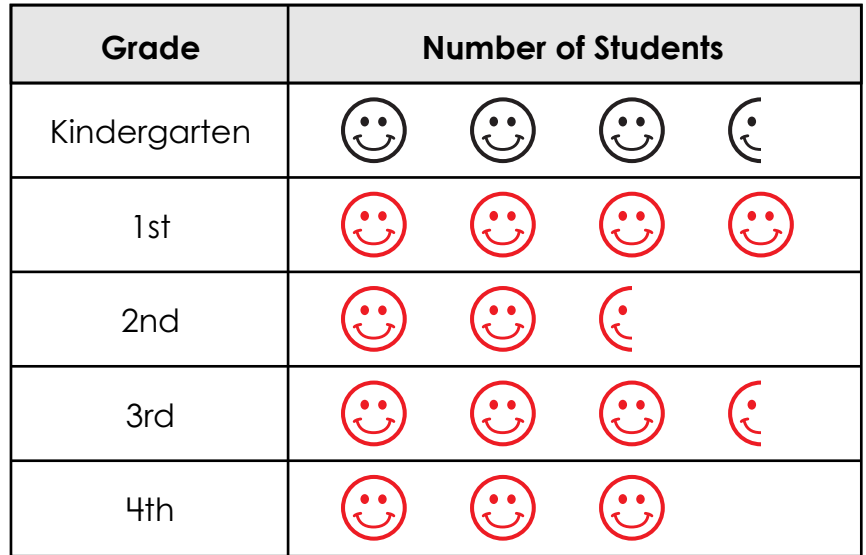 Grade
Number of Students
Kindergarten
1st
2nd
3rd
4th